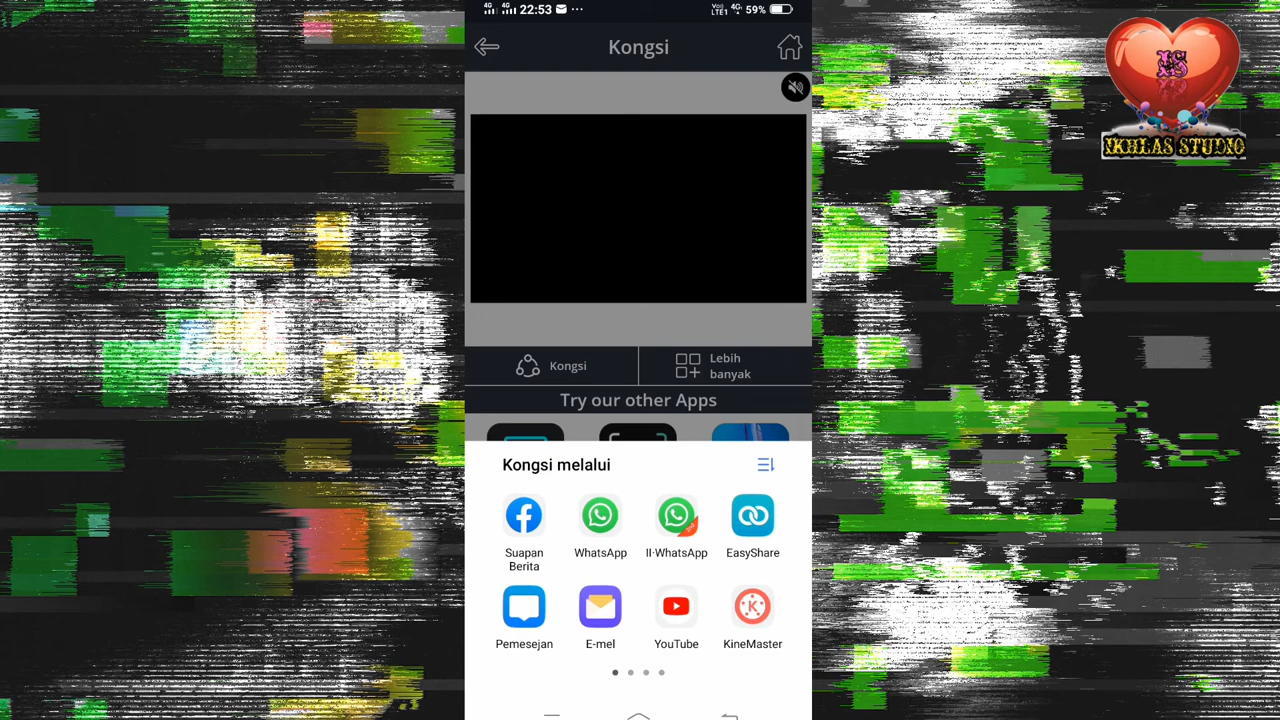 22:53
59%
Kongsi
Kongsi
Lebih
banyak
Try our other Apps
Kongsi melalui
Suapan
Berita
WhatsApp
II·WhatsApp
EasyShare
Pemesejan
E-mel
YouTube
KineMaster
IKHLAS STUDIO